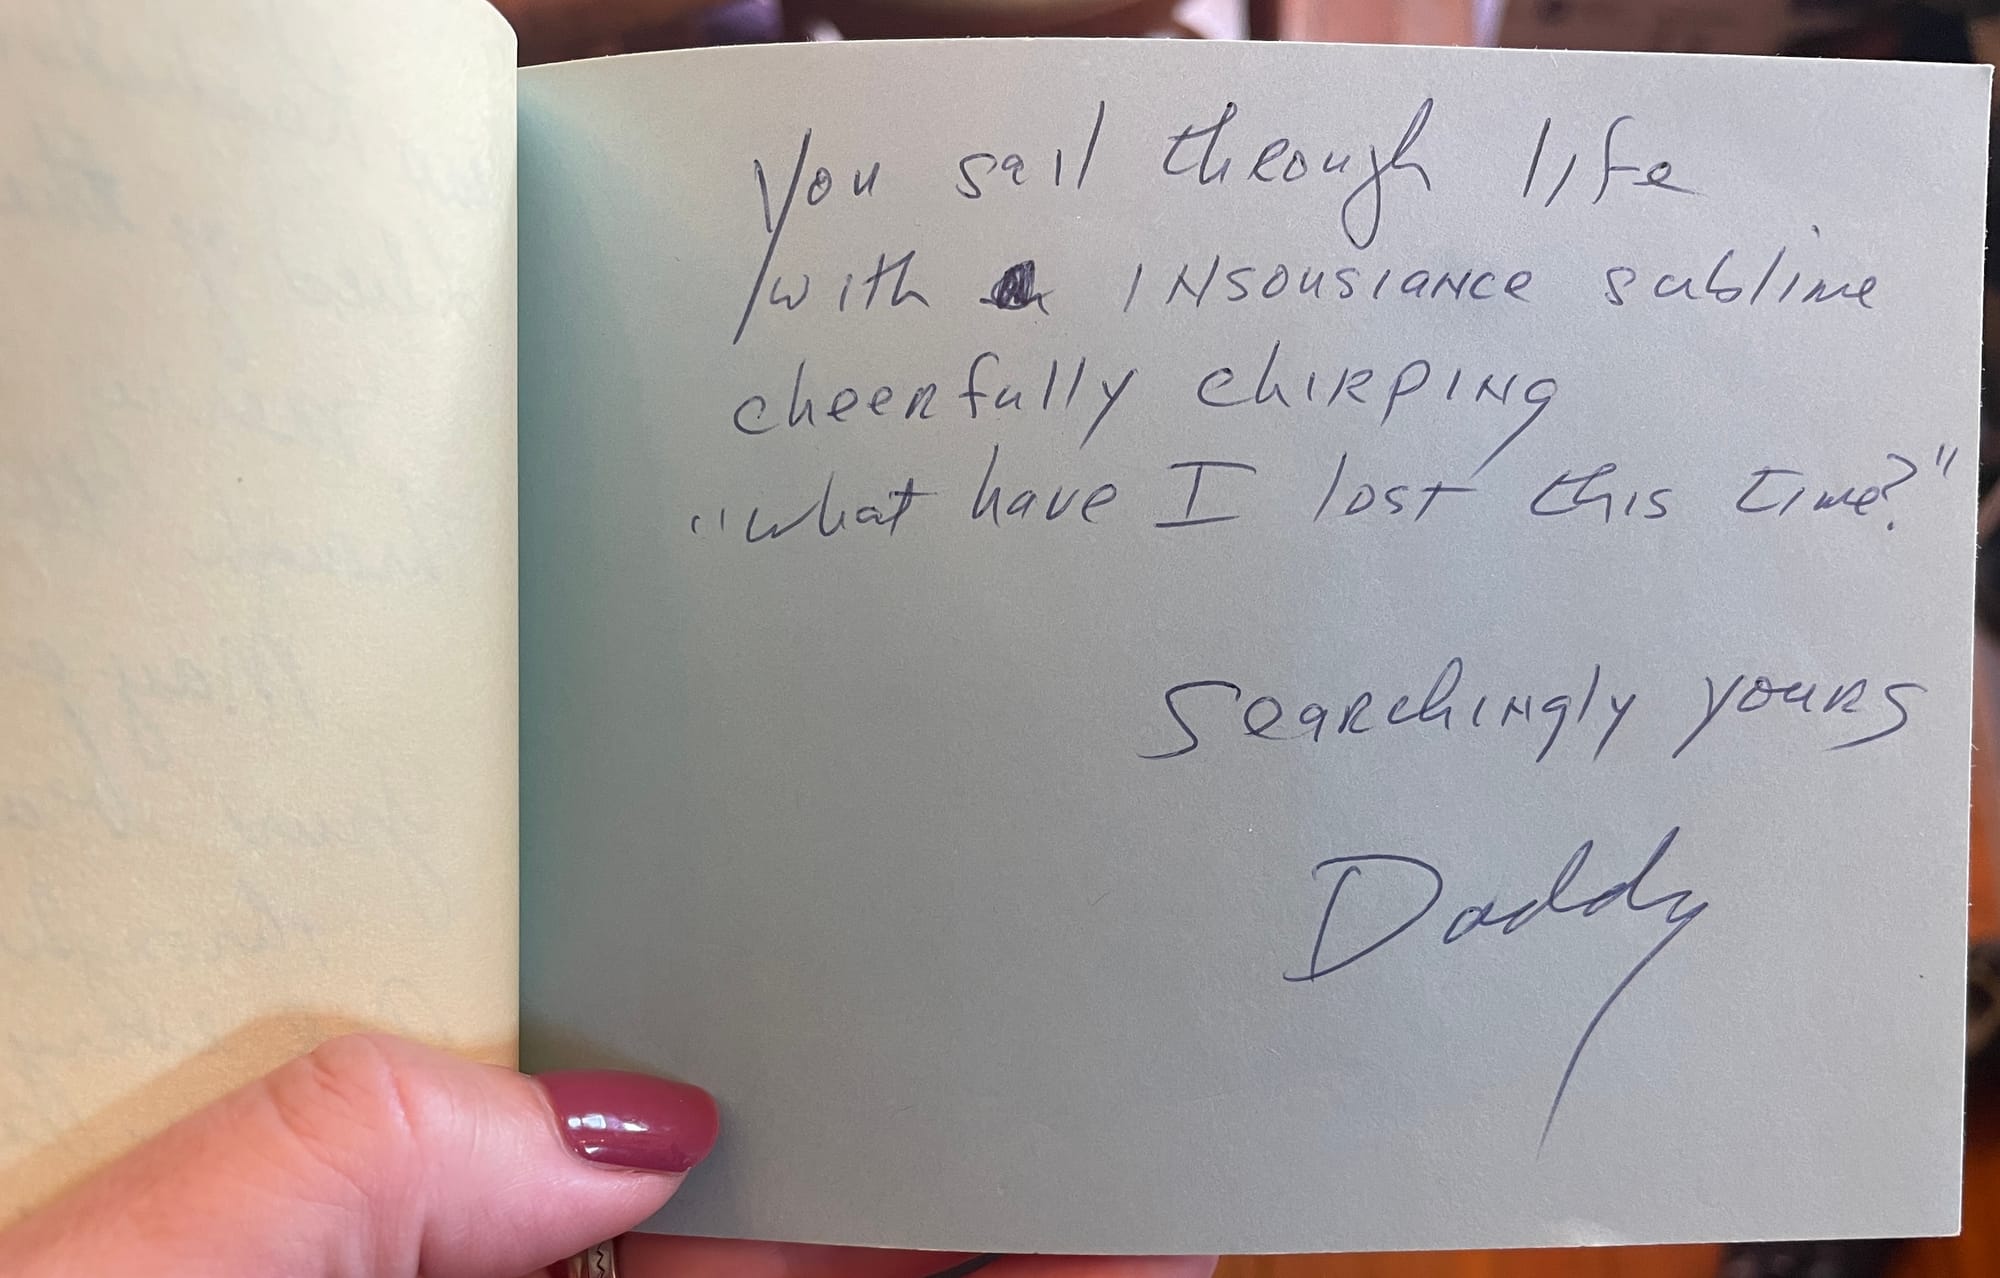 You sail through life
with insousiance sublime
cheerfully chirping
"what have I lost this time?"
Searchingly yours
Daddy